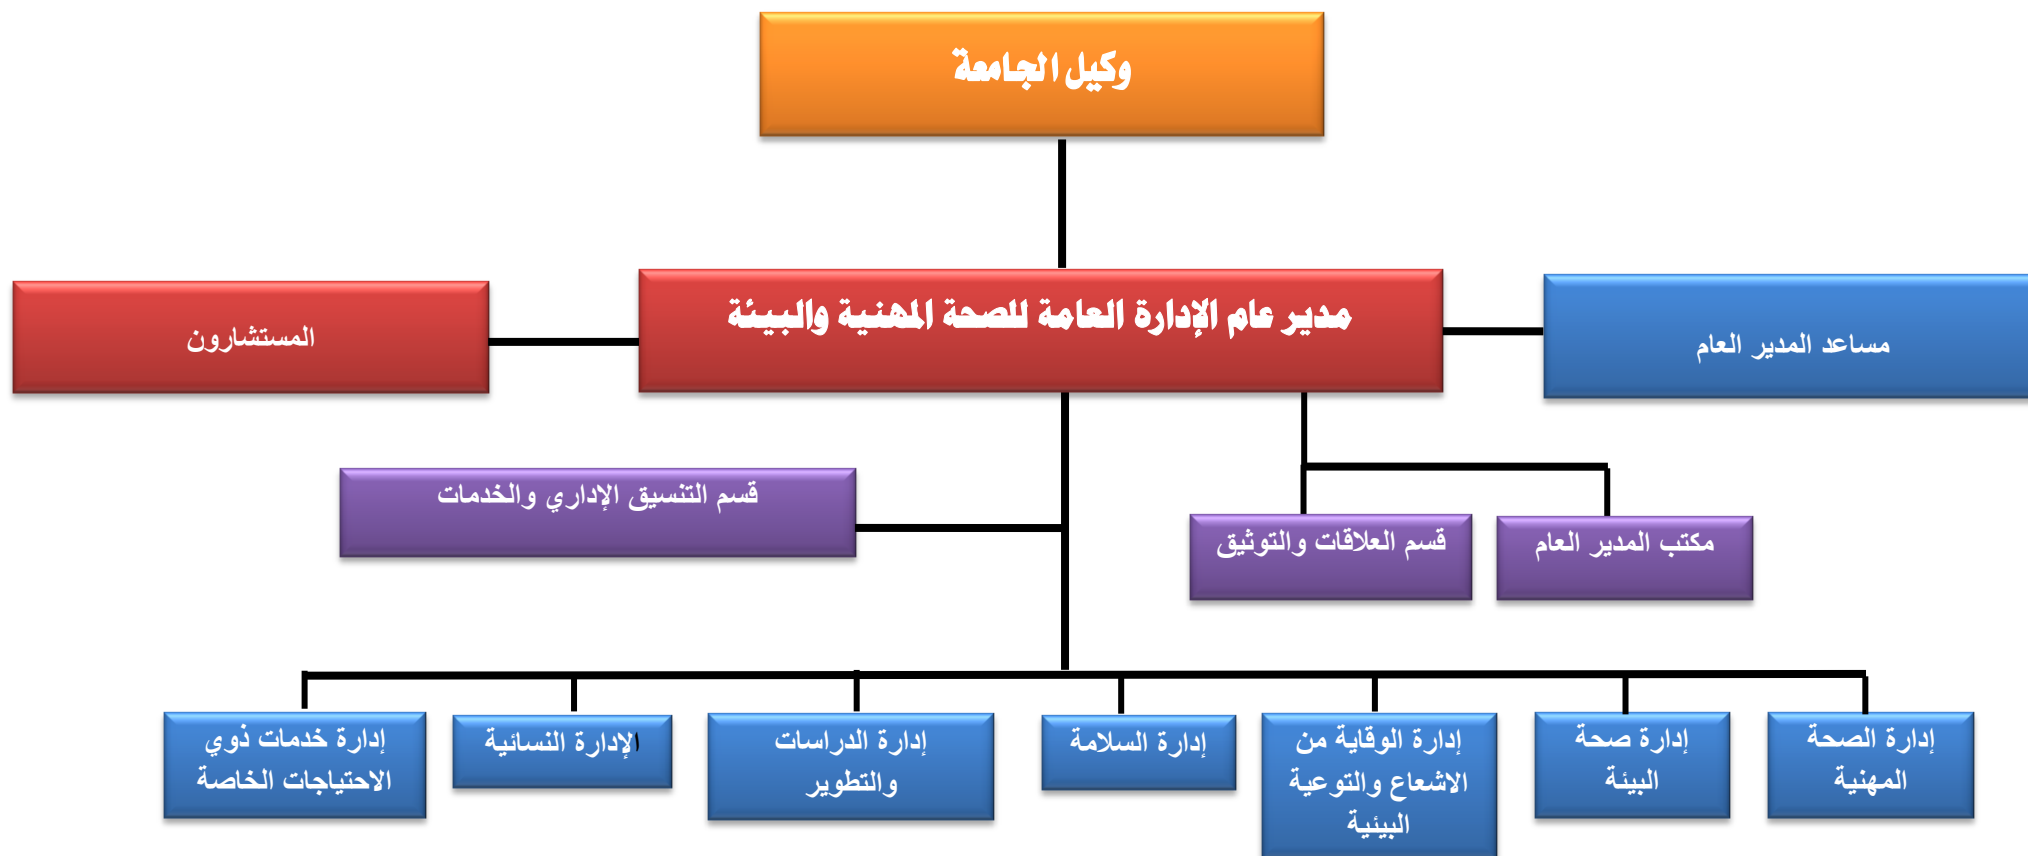 وكيل الجامعة
مدير عام الإدارة العامة للصحة المهنية والبيئة
مساعد المدير العام
المستشارون
قسم التنسيق الإداري والخدمات
مكتب المدير العام
قسم العلاقات والتوثيق
إدارة الصحة
المهنية
إدارة صحة
البيئة
إدارة الوقاية من
الاشعاع والتوعية
البيئية
إدارة السلامة
إدارة الدراسات
والتطوير
الإدارة النسائية
إدارة خدمات ذوي
الاحتياجات الخاصة